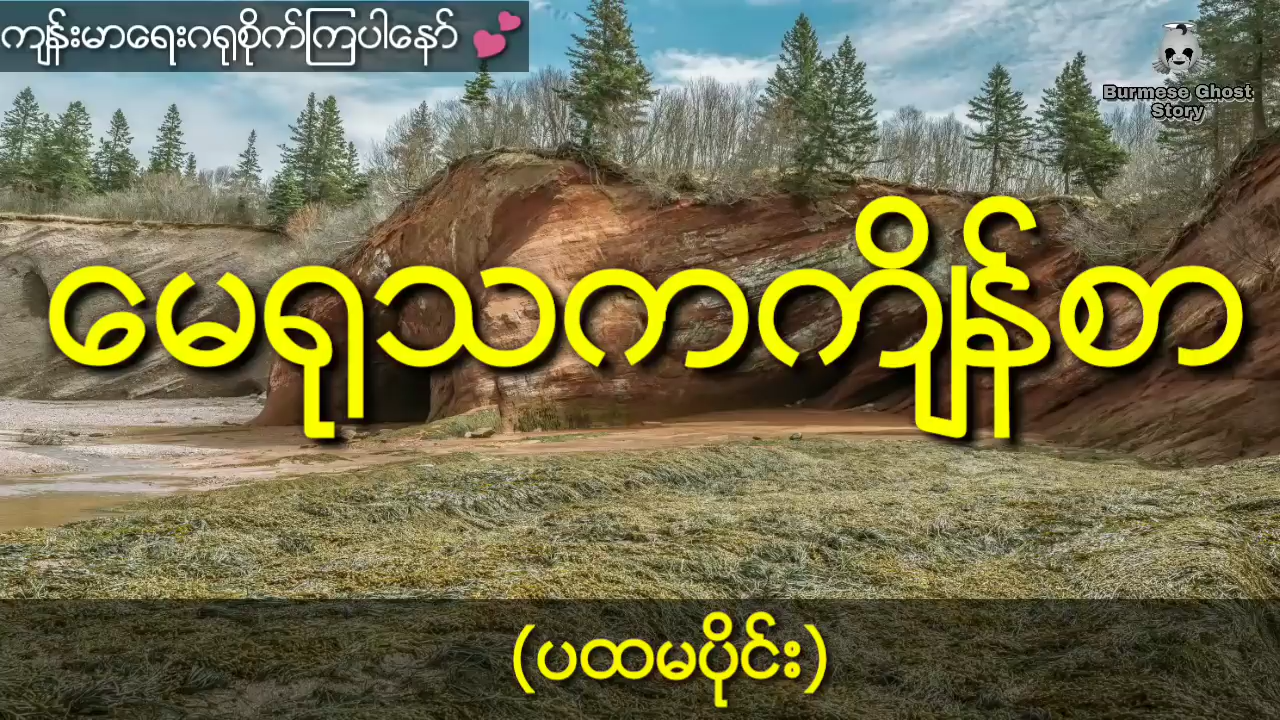 ကျန်းမာရေးဂရုစိုက်ကြပါနော် 💕
Burmese Ghost
Story
မေရုသကကျိန်စာ
(ပထမပိုင်း)